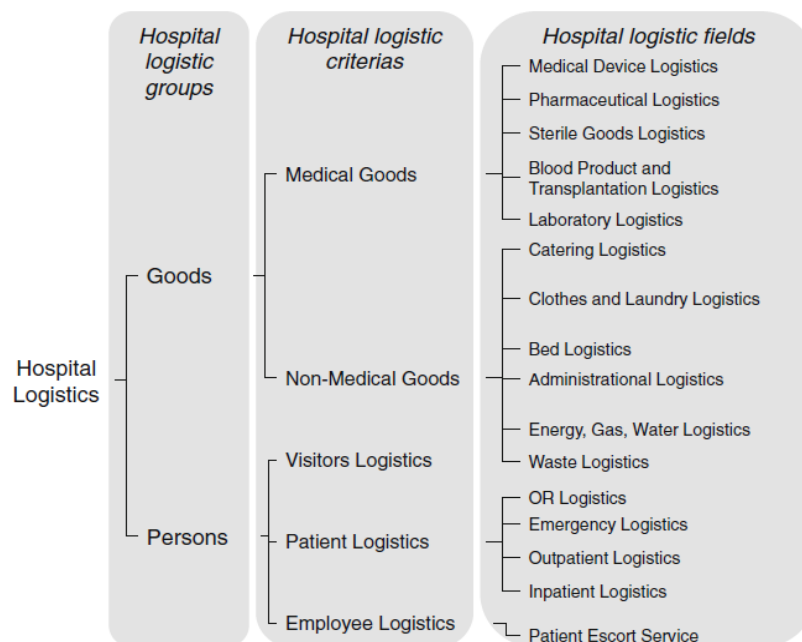 Hospital
logistic
groups
Hospital logistic
criterias
Hospital logistic fields
Hospital
Logistics
Goods
Persons
Medical Goods
Non-Medical Goods
Visitors Logistics
Patient Logistics
Employee Logistics
Medical Device Logistics
Pharmaceutical Logistics
Sterile Goods Logistics
Blood Product and
Transplantation Logistics
Laboratory Logistics
Catering Logistics
Clothes and Laundry Logistics
Bed Logistics
Administrational Logistics
Energy, Gas, Water Logistics
Waste Logistics
OR Logistics
Emergency Logistics
Outpatient Logistics
Inpatient Logistics
Patient Escort Service